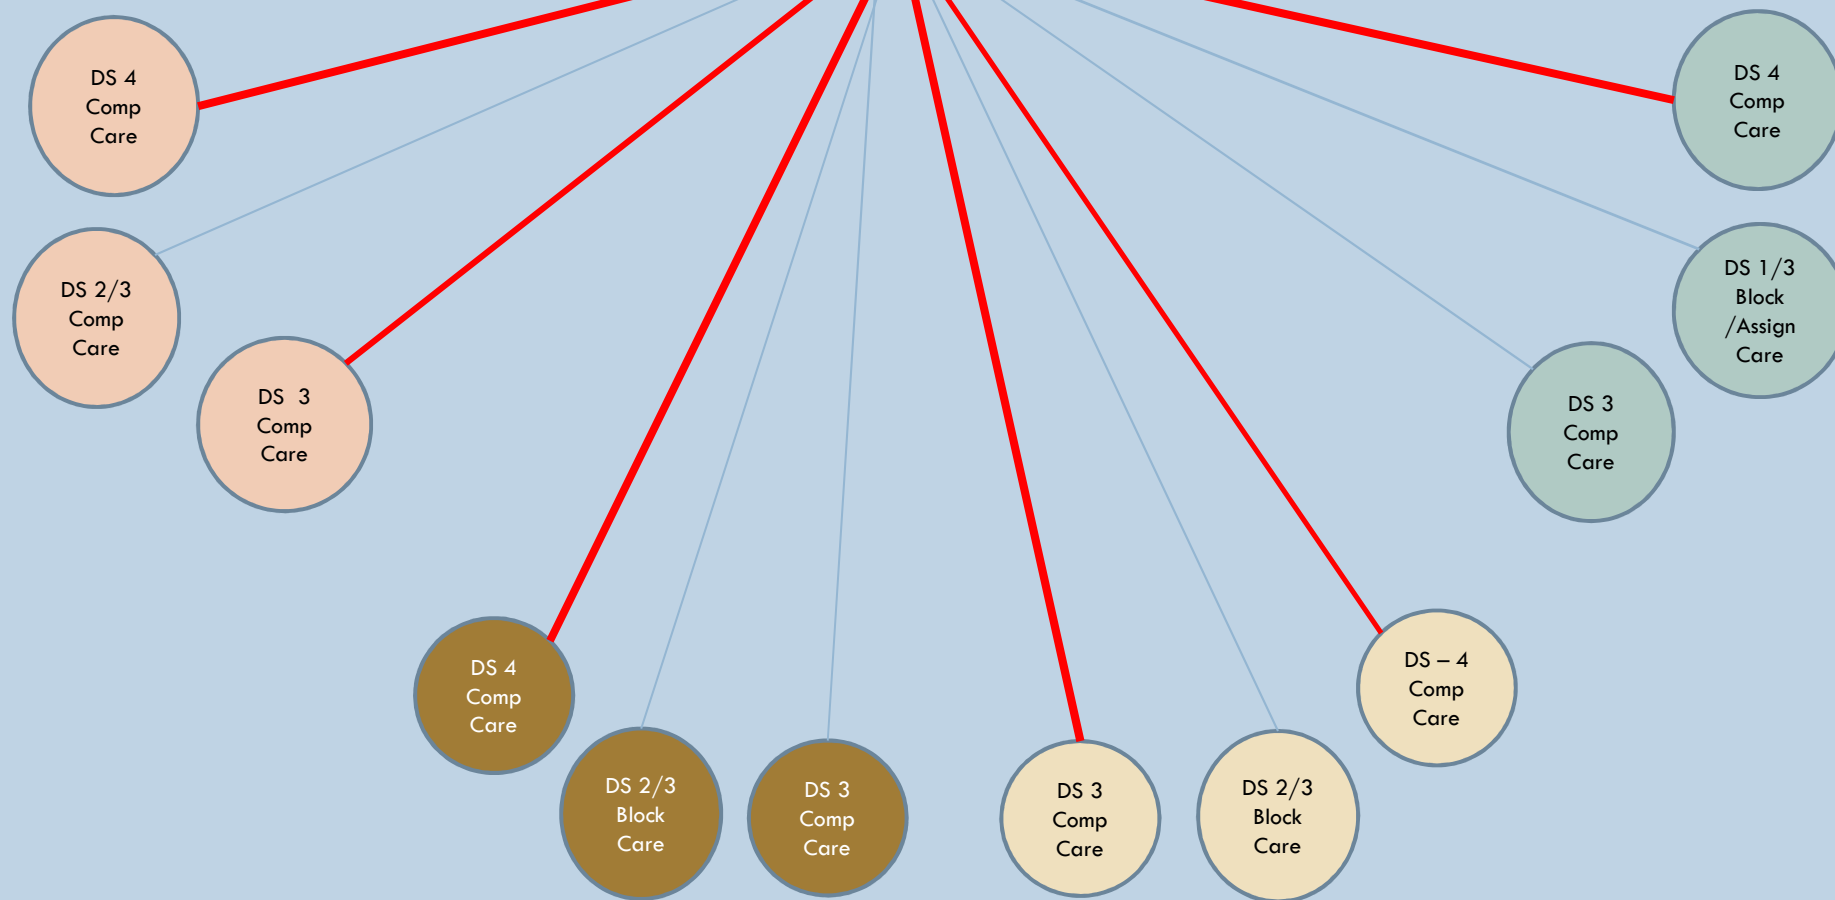 DS 4
Comp
Care
DS 2/3
Comp
Care
DS  3
Comp
Care
DS 4
Comp
Care
DS 2/3
Block
Care
DS 3
Comp
Care
DS 3
Comp
Care
DS 2/3
Block
Care
DS – 4
Comp
Care
DS 3
Comp
Care
DS 1/3
Block
/Assign
Care
DS 4
Comp
Care